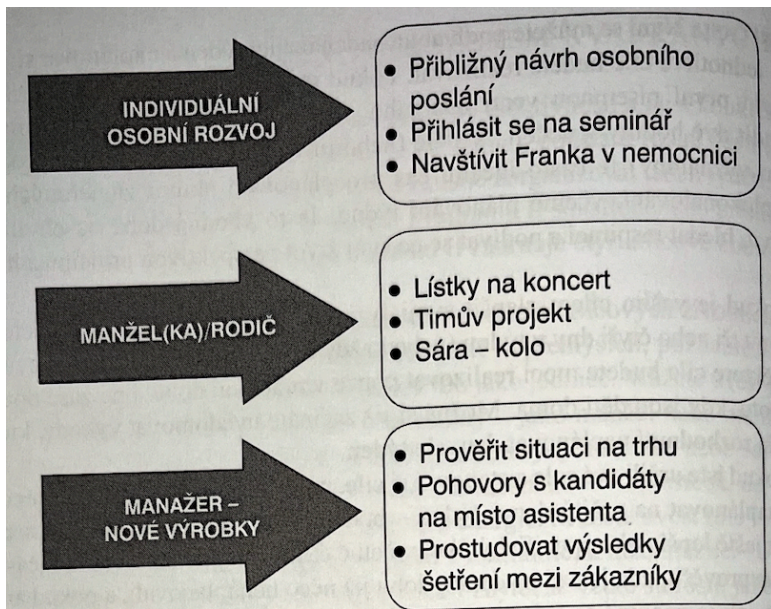 INDIVIDUÁLNÍ
OSOBNÍ ROZVOJ
• Přibližný návrh osobního
poslání
• Přihlásit se na seminář
• Navštívit Franka v nemocnici
MANŽEL(KA)/RODIČ
• Lístky na koncert
• Timův projekt
• Sára – kolo
MANAŽER –
NOVÉ VÝROBKY
• Prověřit situaci na trhu
• Pohovory s kandidáty
na místo asistenta
• Prostudovat výsledky
šetření mezi zákazníky